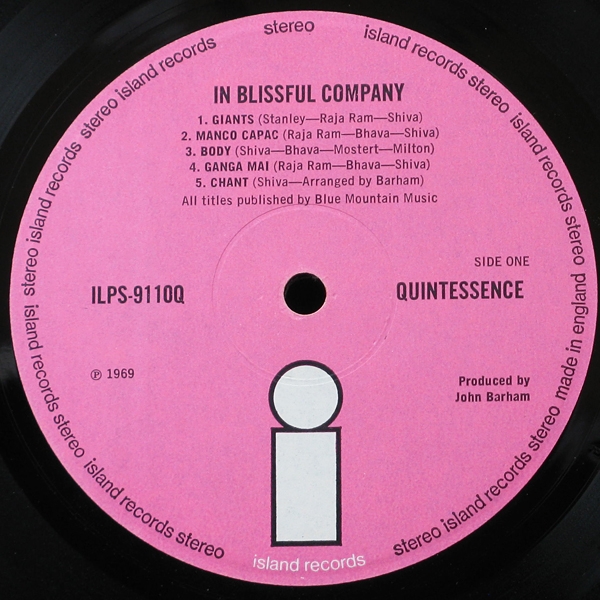 stereo island records stereo island records stereo island records stereo island records stereo island records stereo made in england
IN BLISSFUL COMPANY
1. GIANTS (Stanley—Raja Ram—Shiva)
2. MANCO CAPAC (Raja Ram—Bhava—Shiva)
3. BODY (Shiva—Bhava—Mostert—Milton)
4. GANGA MAI (Raja Ram—Bhava—Shiva)
5. CHANT (Shiva—Arranged by Barham)
All titles published by Blue Mountain Music
SIDE ONE
ILPS-9110Q
QUINTESSENCE
℗ 1969
Produced by
John Barham
stereo island records stereo
island records